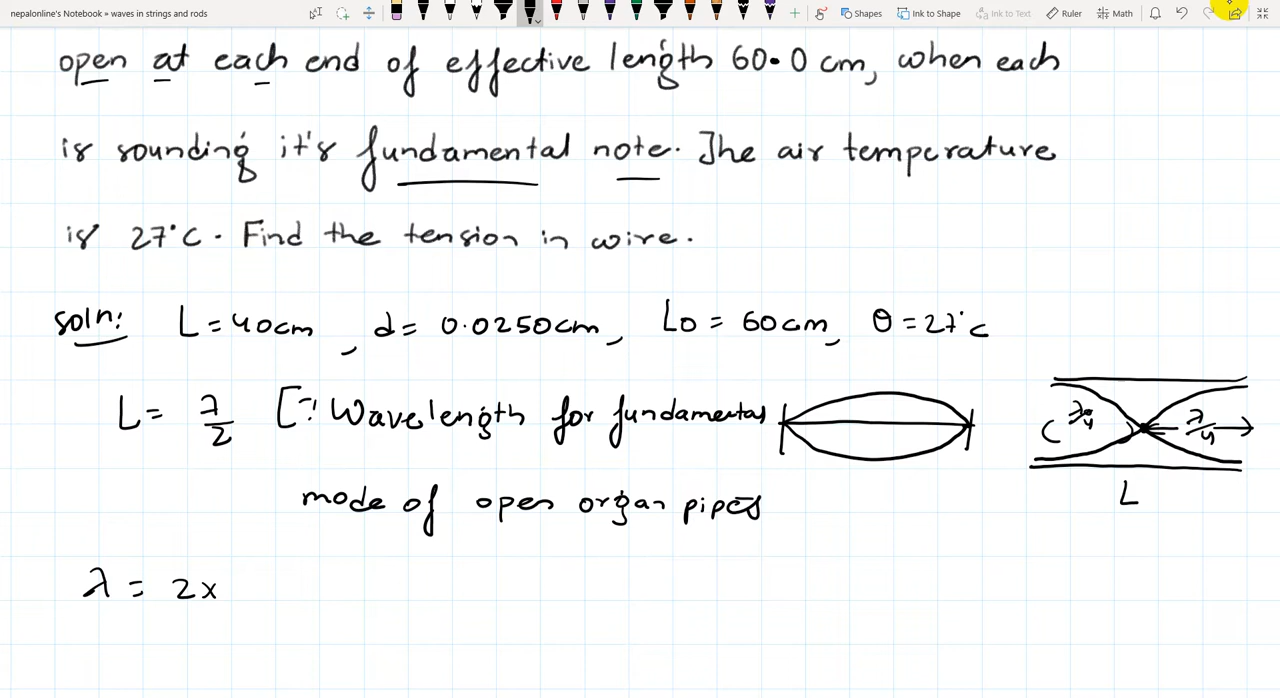 nepalonline's Notebook » waves in strings and rods
Shapes Ink to Shape Ink to Text Ruler Math
open at each end of effective length 60.0 cm, when each
is sounding it's fundamental note. The air temperature
is 27°C. Find the tension in wire.
soln: L = 40cm, d = 0.0250cm, Lo = 60cm, θ = 27°C
L = λ/2 [∵ Wavelength for fundamental
λ/4 λ/4
mode of open organ pipes
L
λ = 2x